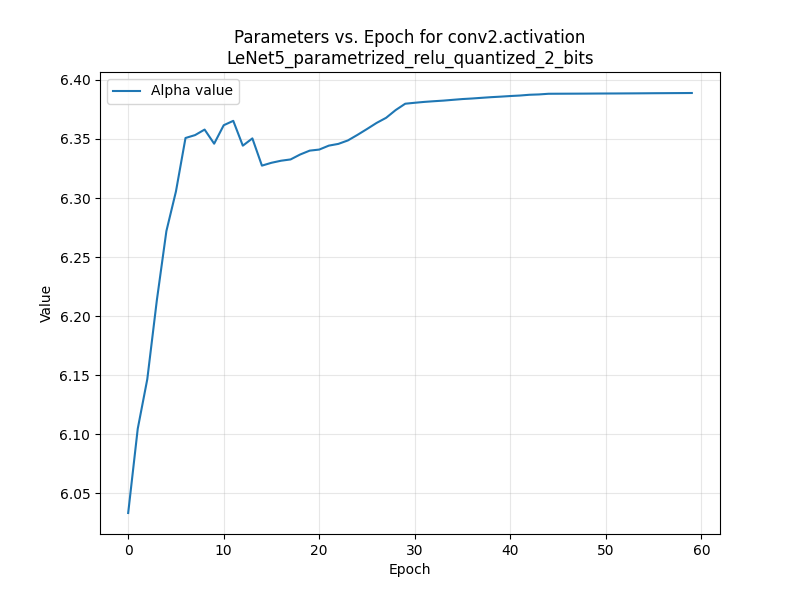 Parameters vs. Epoch for conv2.activation
LeNet5_parametrized_relu_quantized_2_bits
Alpha value
6.40
6.35
6.30
6.25
6.20
6.15
6.10
6.05
Value
0 10 20 30 40 50 60
Epoch